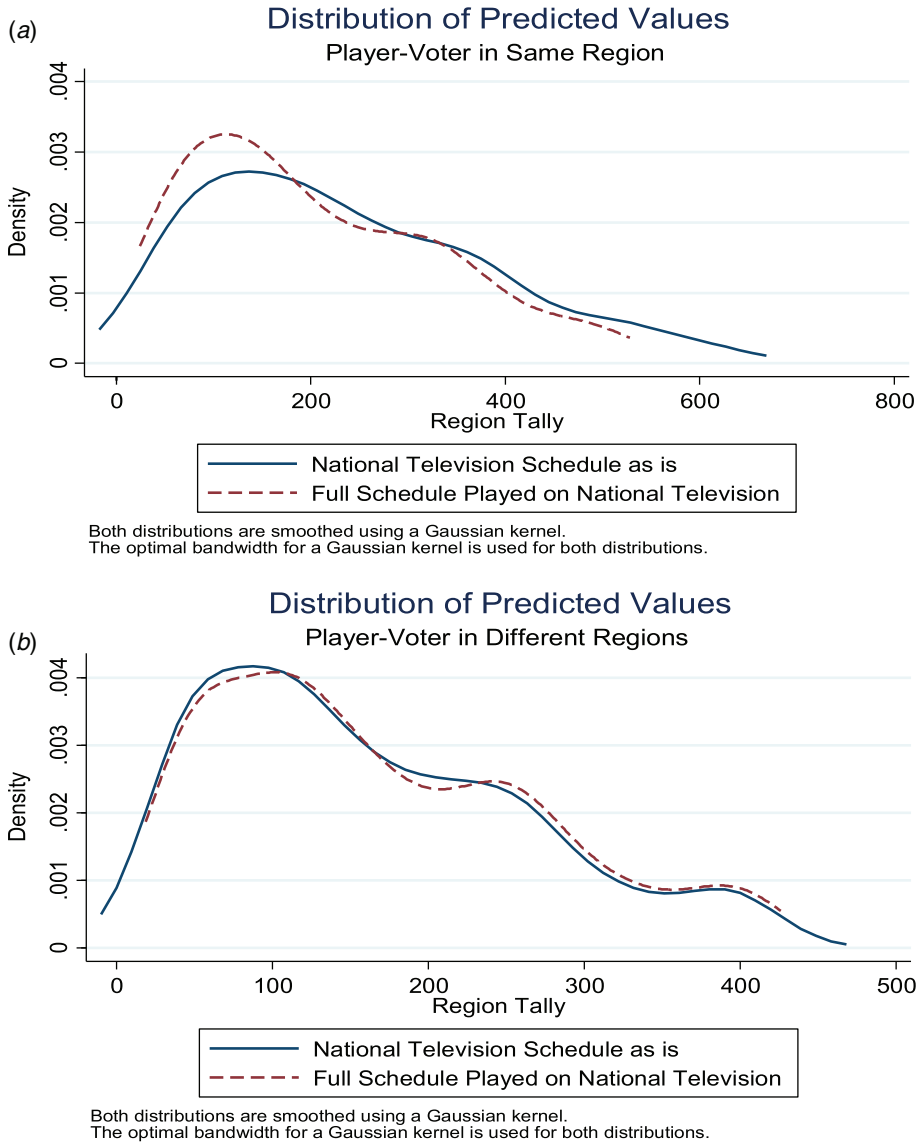 (a)
Distribution of Predicted Values
Player-Voter in Same Region
Density
.004
.003
.002
.001
0
0 200 400 600 800
Region Tally
National Television Schedule as is
Full Schedule Played on National Television
Both distributions are smoothed using a Gaussian kernel.
The optimal bandwidth for a Gaussian kernel is used for both distributions.
(b)
Distribution of Predicted Values
Player-Voter in Different Regions
Density
.004
.003
.002
.001
0
0 100 200 300 400 500
Region Tally
National Television Schedule as is
Full Schedule Played on National Television
Both distributions are smoothed using a Gaussian kernel.
The optimal bandwidth for a Gaussian kernel is used for both distributions.